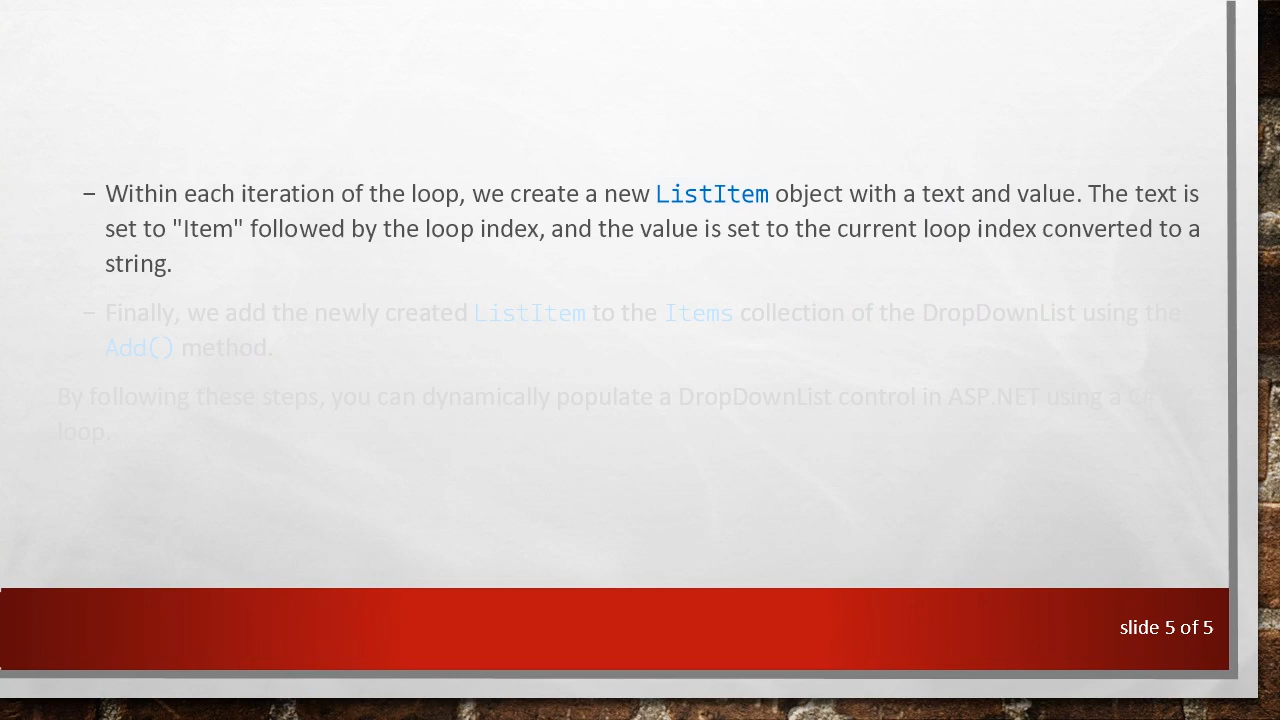 – Within each iteration of the loop, we create a new ListItem object with a text and value. The text is
set to "Item" followed by the loop index, and the value is set to the current loop index converted to a
string.
– Finally, we add the newly created ListItem to the Items collection of the DropDownList using the
Add() method.
By following these steps, you can dynamically populate a DropDownList control in ASP.NET using a C#
loop.
slide 5 of 5